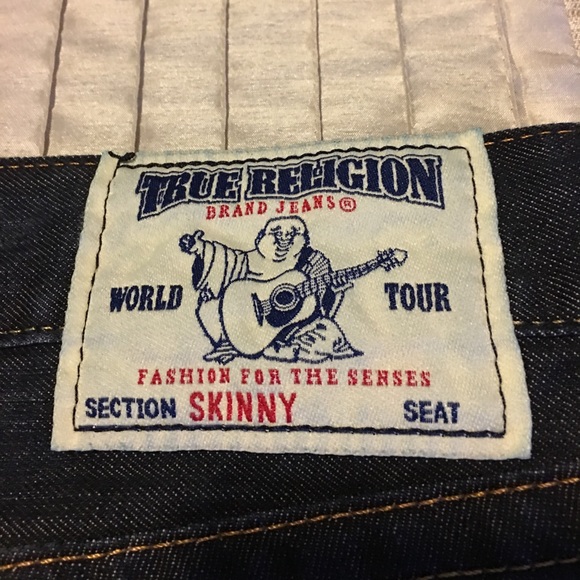 TRUE RELIGION
BRAND JEANS®
WORLD TOUR
FASHION FOR THE SENSES
SECTION SKINNY SEAT